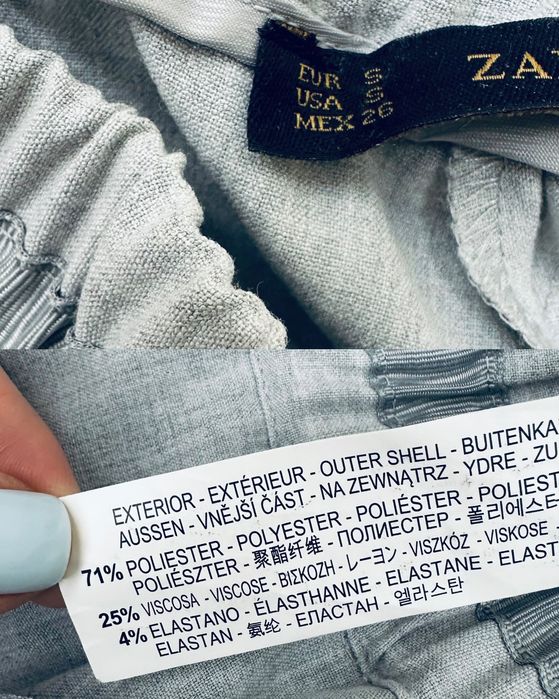 EUR S
USA S
MEX 26
ZA
EXTERIOR - EXTÉRIEUR - OUTER SHELL - BUITENKA
AUSSEN - VNĚJŠÍ ČÁST - NA ZEWNĄTRZ - YDRE - ZU
71% POLIESTER - POLYESTER - POLIÉSTER - POLIEST
POLIÉSZTER - 聚酯纤维 - ПОЛИЕСТЕР - 폴리에스테
25% VISCOSA - VISCOSE - ΒΙΣΚΟΖΗ - レーヨン - VISZKÓZ - VISKOSE
4% ELASTANO - ÉLASTHANNE - ELASTANE - ELAST
ELASTAN - 氨纶 - ЕЛАСТАН - 엘라스탄